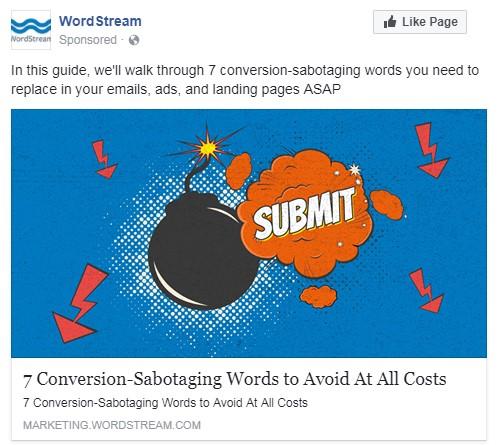 WordStream
WordStream
Sponsored ·
Like Page
In this guide, we'll walk through 7 conversion-sabotaging words you need to
replace in your emails, ads, and landing pages ASAP
SUBMIT
7 Conversion-Sabotaging Words to Avoid At All Costs
7 Conversion-Sabotaging Words to Avoid At All Costs
MARKETING.WORDSTREAM.COM